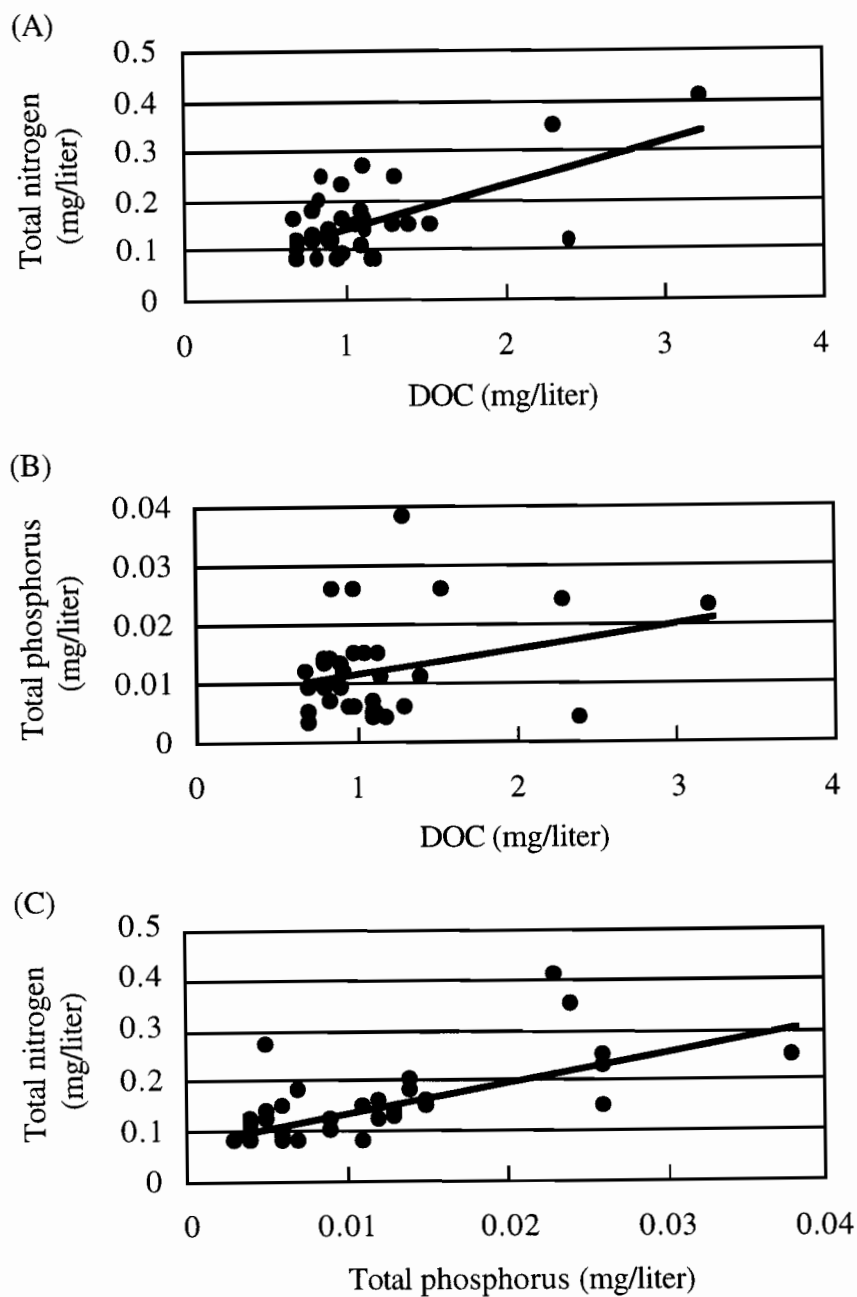 (A)
0.5
0.4
0.3
0.2
0.1
0
Total nitrogen
(mg/liter)
0 1 2 3 4
DOC (mg/liter)
(B)
0.04
0.03
0.02
0.01
0
Total phosphorus
(mg/liter)
0 1 2 3 4
DOC (mg/liter)
(C)
0.5
0.4
0.3
0.2
0.1
0
Total nitrogen
(mg/liter)
0 0.01 0.02 0.03 0.04
Total phosphorus (mg/liter)